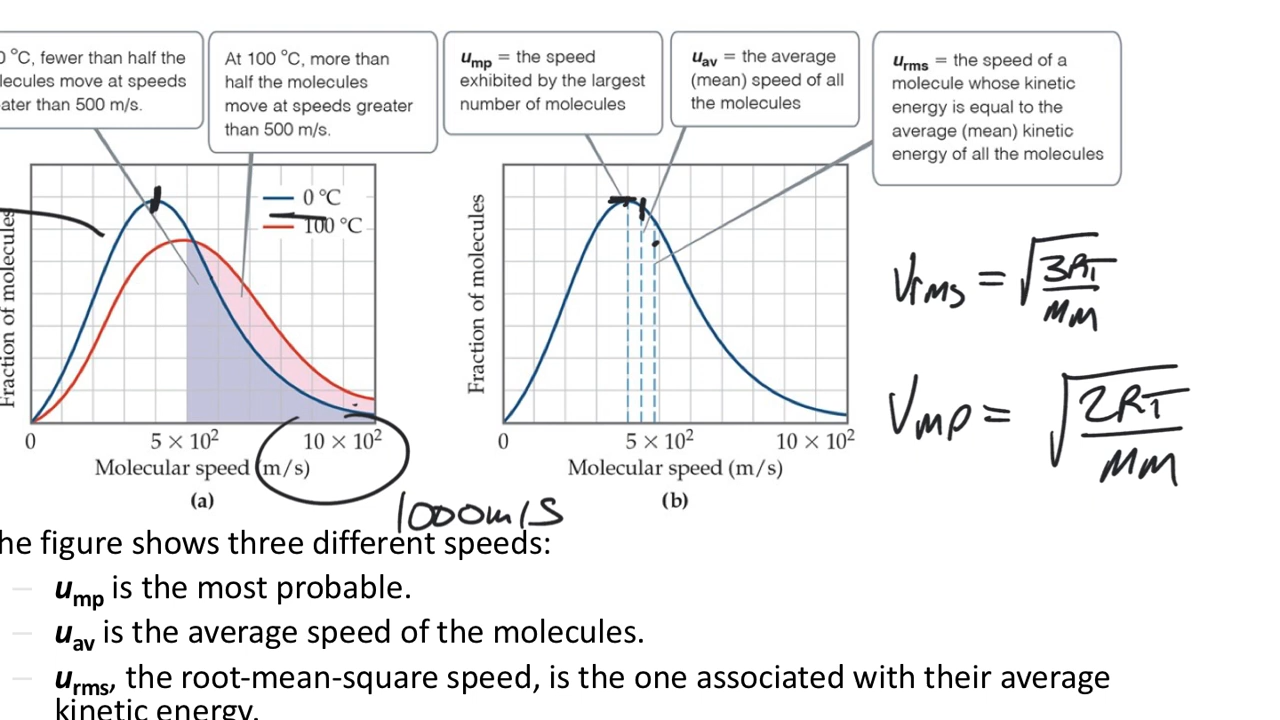 0 °C, fewer than half the
lecules move at speeds
ater than 500 m/s.
At 100 °C, more than
half the molecules
move at speeds greater
than 500 m/s.
u_mp = the speed
exhibited by the largest
number of molecules
u_av = the average
(mean) speed of all
the molecules
u_rms = the speed of a
molecule whose kinetic
energy is equal to the
average (mean) kinetic
energy of all the molecules
Fraction of molecules
0 °C
100 °C
0
5 × 10²
10 × 10²
Molecular speed (m/s)
(a)
1000m/s
Fraction of molecules
0
5 × 10²
10 × 10²
Molecular speed (m/s)
(b)
Vrms = √3RT/MM
Vmp = √2RT/MM
he figure shows three different speeds:
– u_mp is the most probable.
– u_av is the average speed of the molecules.
– u_rms, the root-mean-square speed, is the one associated with their average
kinetic energy.